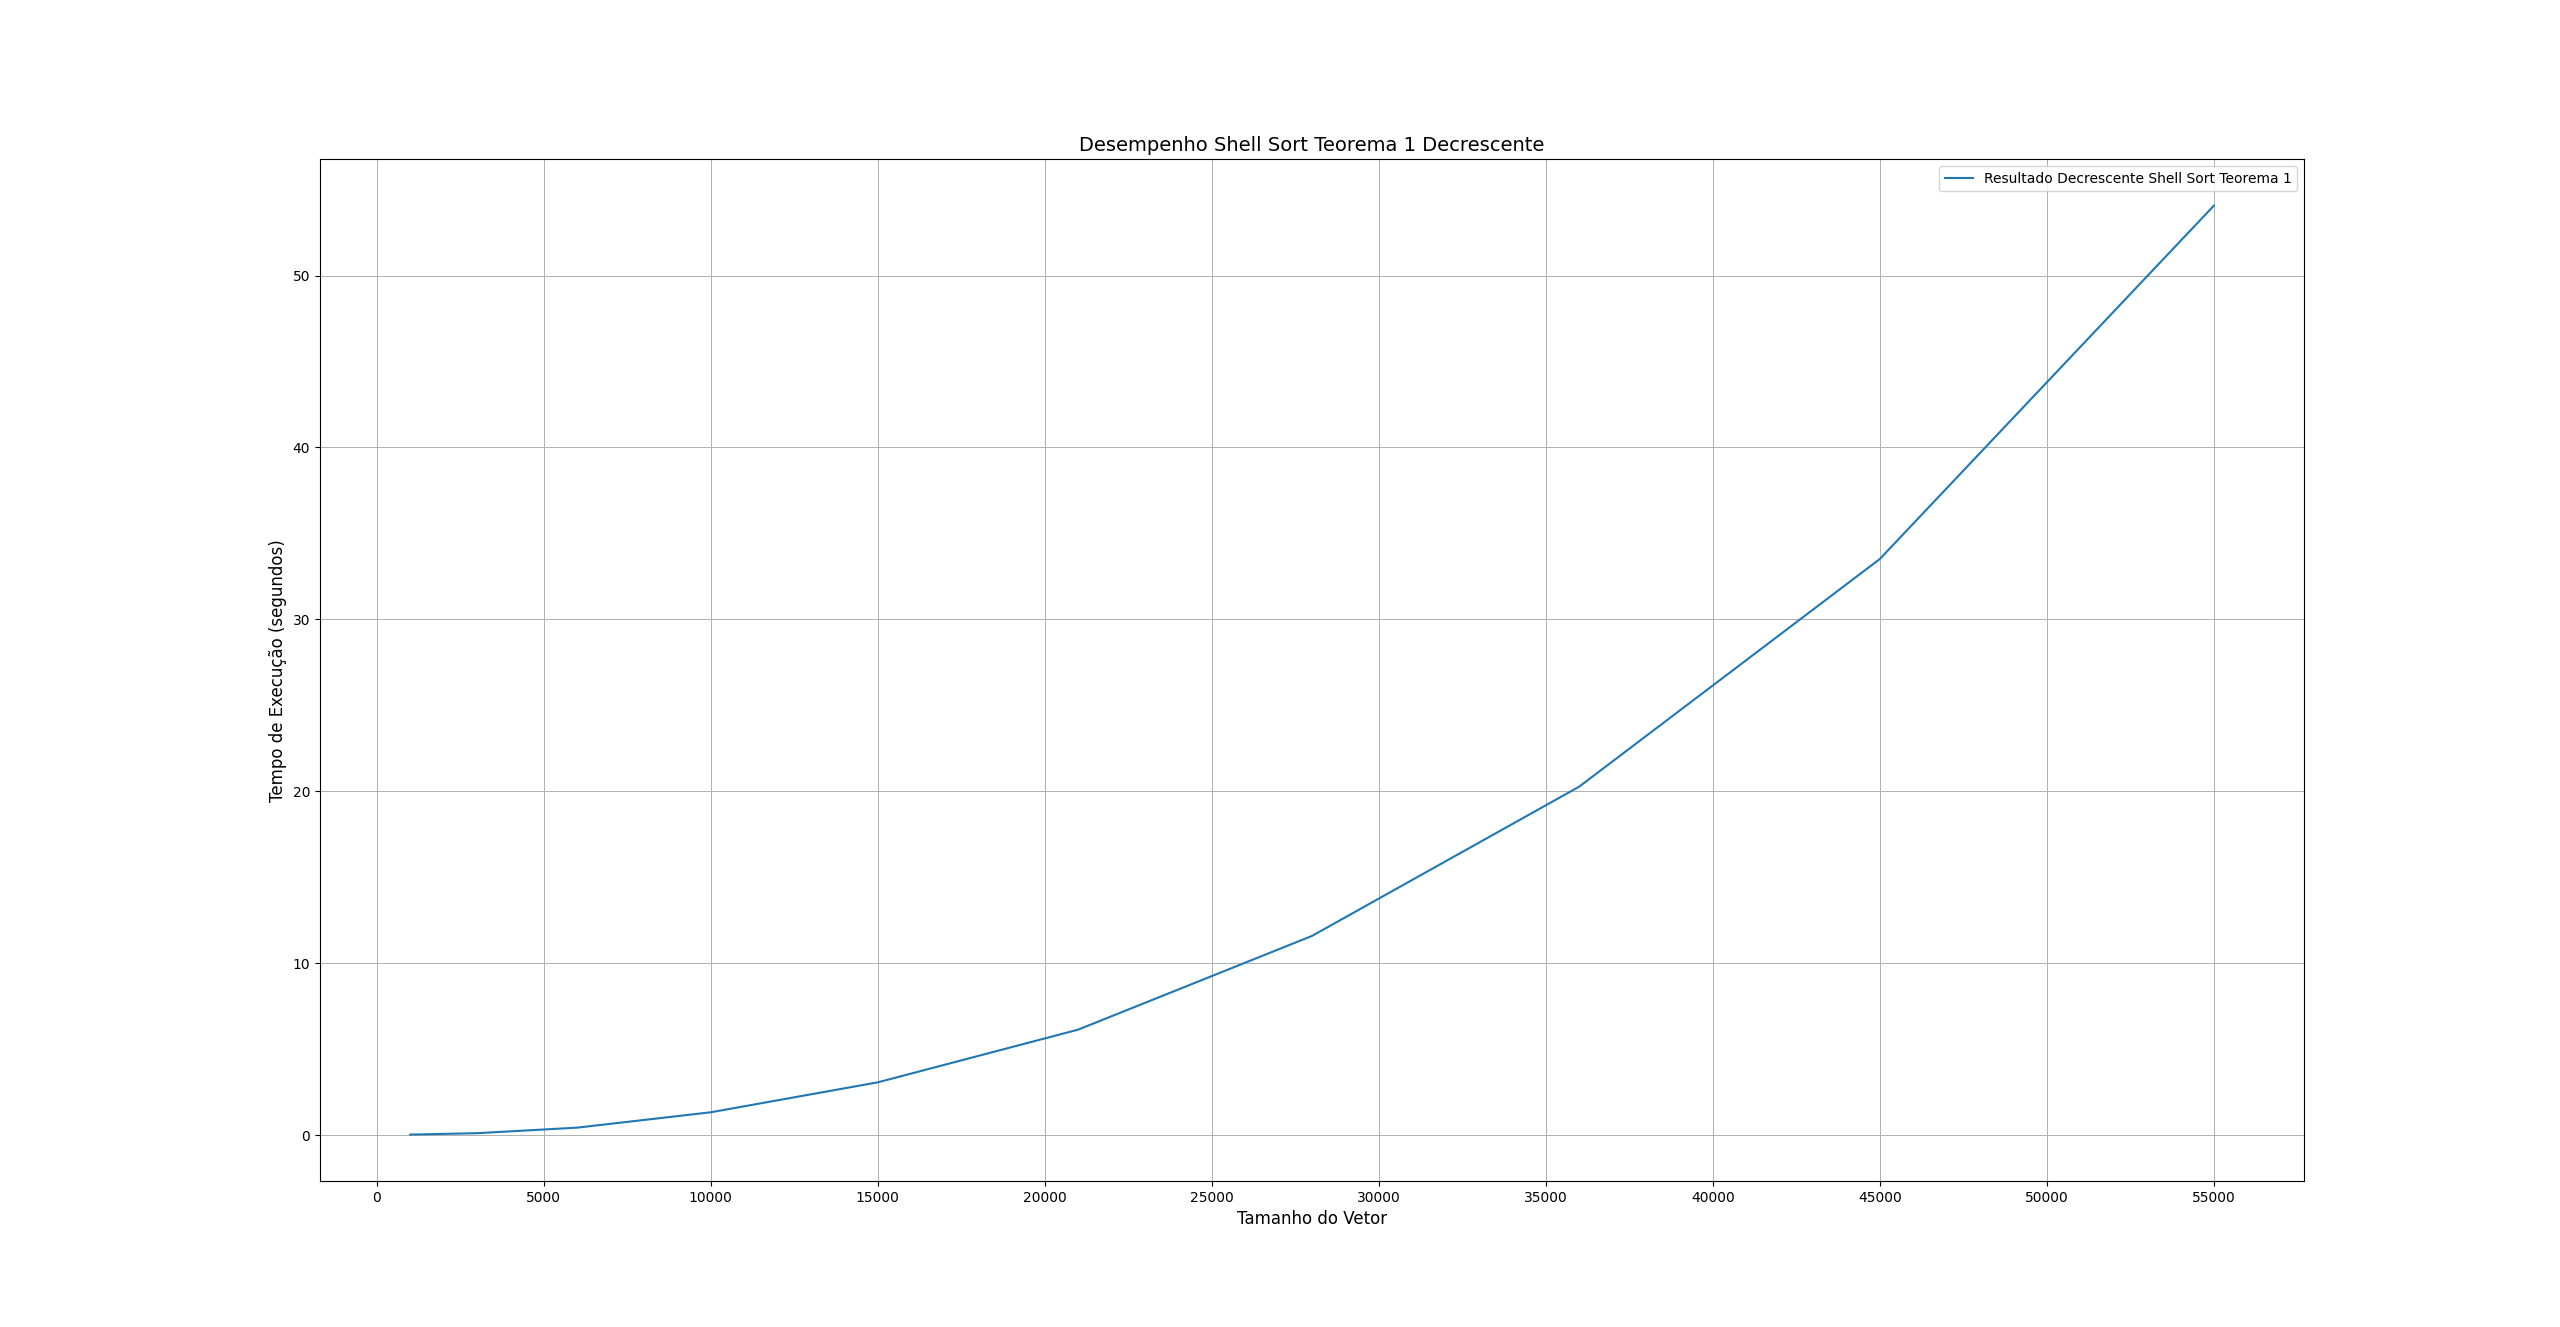 Desempenho Shell Sort Teorema 1 Decrescente
Resultado Decrescente Shell Sort Teorema 1
50
40
30
20
10
0
Tempo de Execução (segundos)
0 5000 10000 15000 20000 25000 30000 35000 40000 45000 50000 55000
Tamanho do Vetor